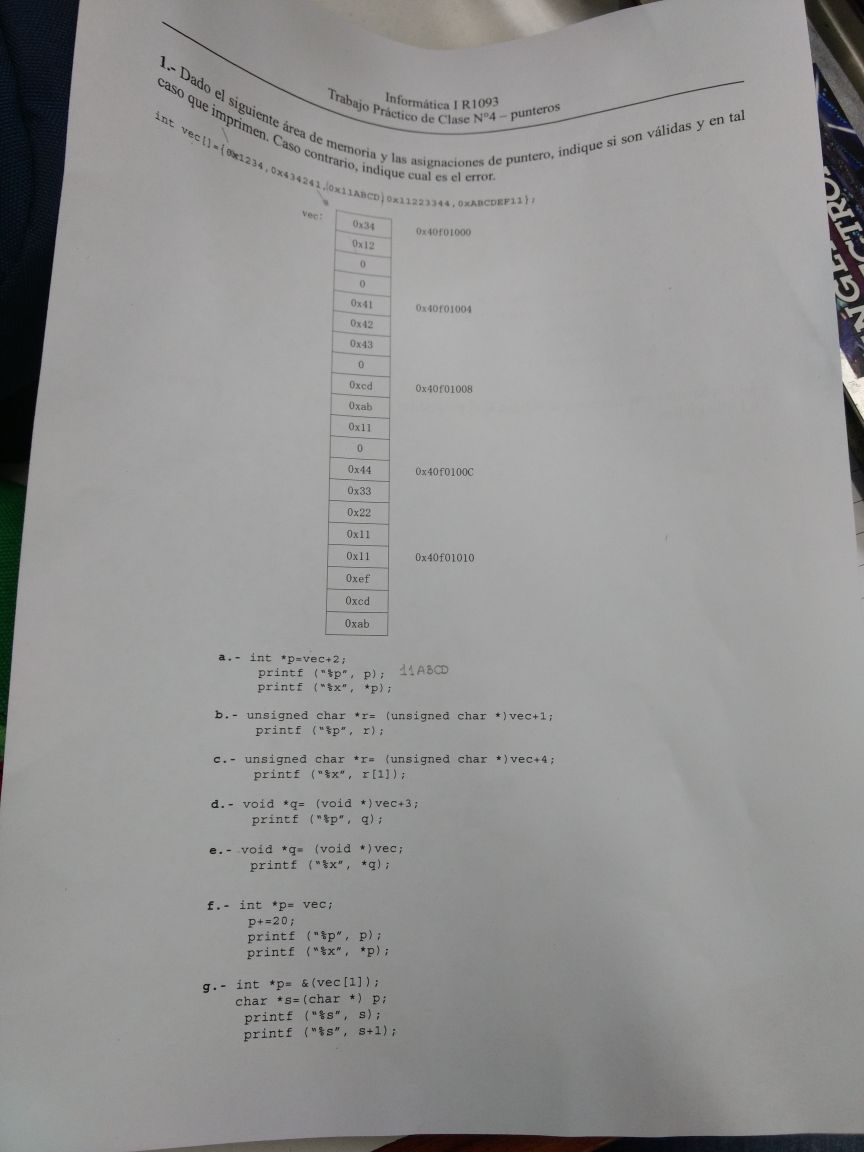 Informática I R1093
Trabajo Práctico de Clase Nº4 – punteros
1.- Dado el siguiente área de memoria y las asignaciones de puntero, indique si son válidas y en tal
caso que imprimen. Caso contrario, indique cual es el error.
int vec[]={0x1234,0x434241,0x11ABCD,0x11223344,0xABCDEF11};
vec:
0x34 0x40f01000
0x12
0
0
0x41 0x40f01004
0x42
0x43
0
0xcd 0x40f01008
0xab
0x11
0
0x44 0x40f0100C
0x33
0x22
0x11
0x11 0x40f01010
0xef
0xcd
0xab
a.- int *p=vec+2;
printf ("%p", p); 11ABCD
printf ("%x", *p);
b.- unsigned char *r= (unsigned char *)vec+1;
printf ("%p", r);
c.- unsigned char *r= (unsigned char *)vec+4;
printf ("%x", r[1]);
d.- void *q= (void *)vec+3;
printf ("%p", q);
e.- void *q= (void *)vec;
printf ("%x", *q);
f.- int *p= vec;
p+=20;
printf ("%p", p);
printf ("%x", *p);
g.- int *p= &(vec[1]);
char *s=(char *) p;
printf ("%s", s);
printf ("%s", s+1);